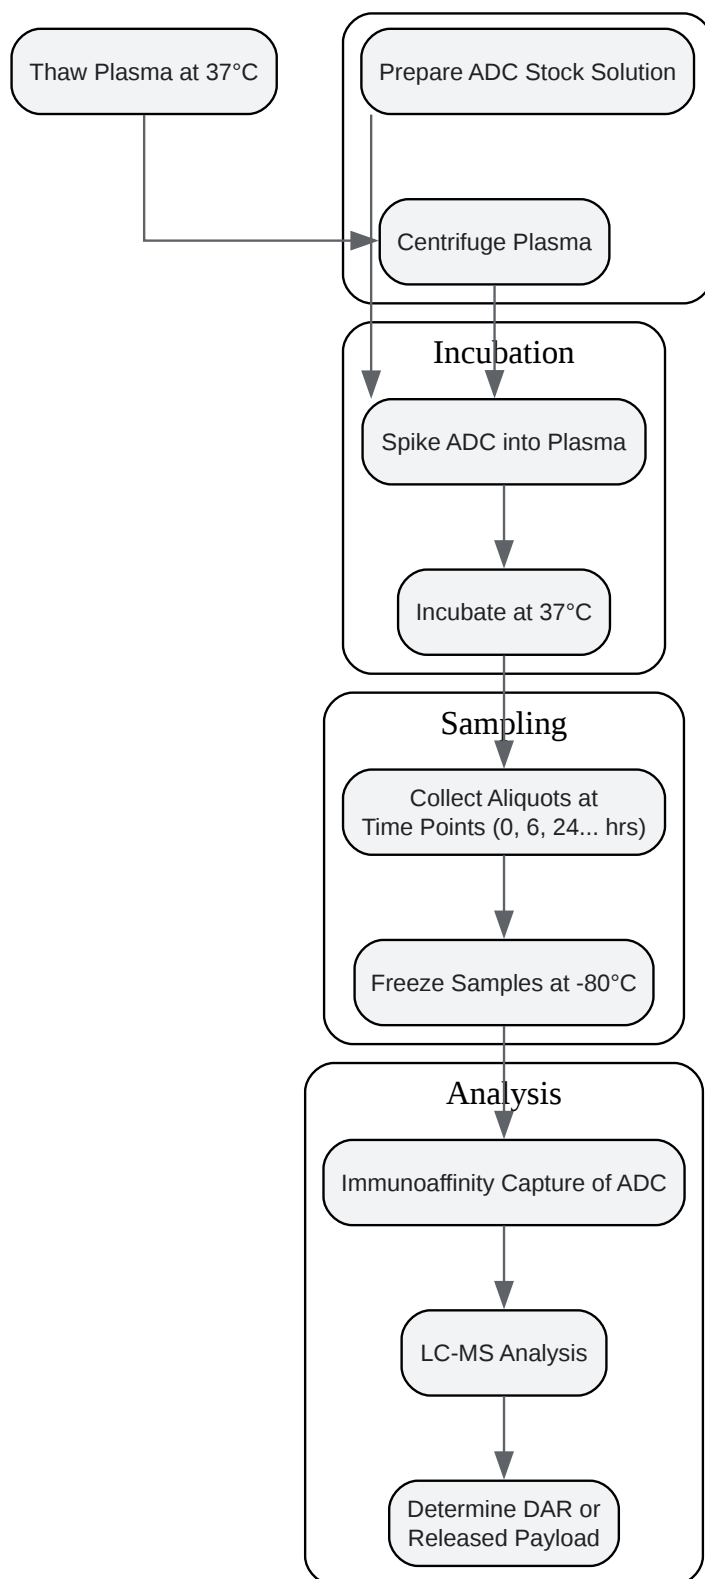 Thaw Plasma at 37°C
Prepare ADC Stock Solution
Centrifuge Plasma
Incubation
Spike ADC into Plasma
Incubate at 37°C
Sampling
Collect Aliquots at
Time Points (0, 6, 24... hrs)
Freeze Samples at -80°C
Analysis
Immunoaffinity Capture of ADC
LC-MS Analysis
Determine DAR or
Released Payload